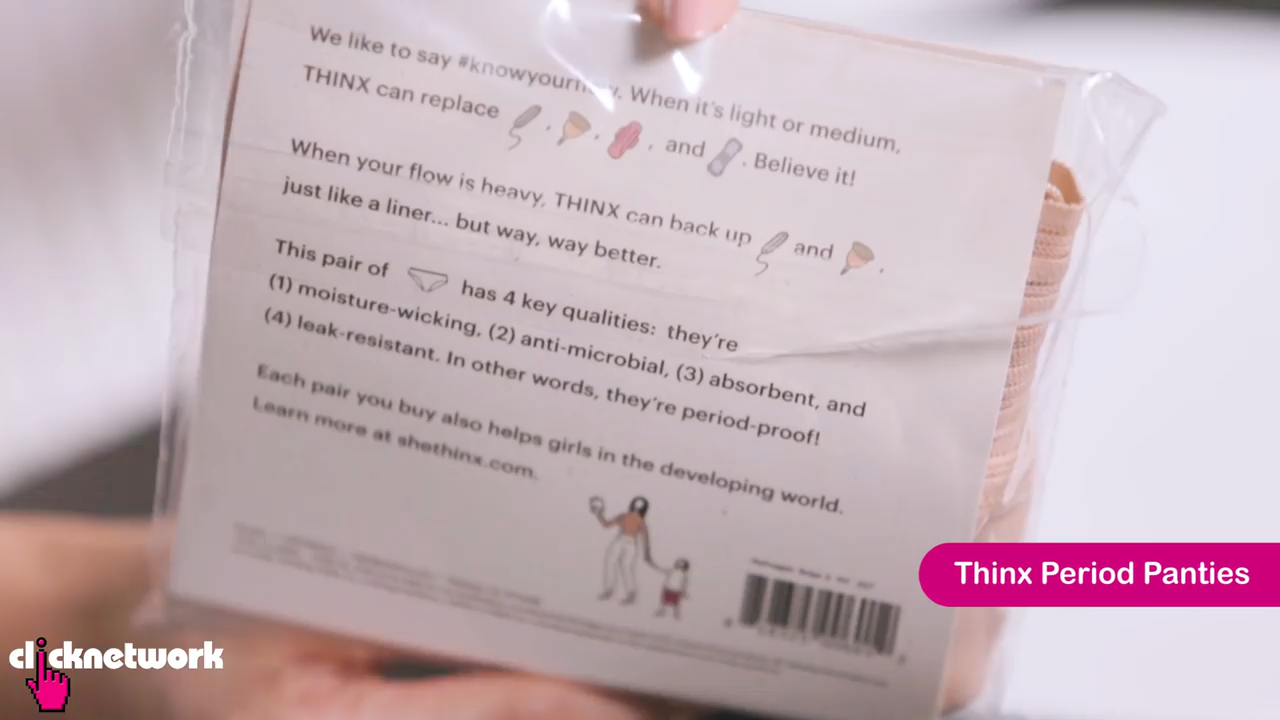 We like to say. When it's light or medium,
THINX can replace , , , and . Believe it!
When your flow is heavy, THINX can back up and .
just like a liner... but way, way better.
This pair of has 4 key qualities: they're
(1) moisture-wicking, (2) anti-microbial, (3) absorbent, and
(4) leak-resistant. In other words, they're period-proof!
Each pair you buy also helps girls in the developing world.
Learn more at shethinx.com.
Thinx Period Panties
clicknetwork